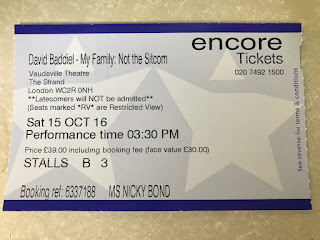 encore
David Baddiel - My Family: Not the Sitcom
Tickets
Vaudeville Theatre
020 7492 1500
The Strand
London WC2R 0NH
**Latecomers will NOT be admitted**
(Seats marked *RV* are Restricted View)
Sat 15 OCT 16
Performance time 03:30 PM
Price £39.00 including booking fee (face value £30.00)
STALLS B 3
Booking ref: 6337188 MS NICKY BOND
See reverse for terms & conditions